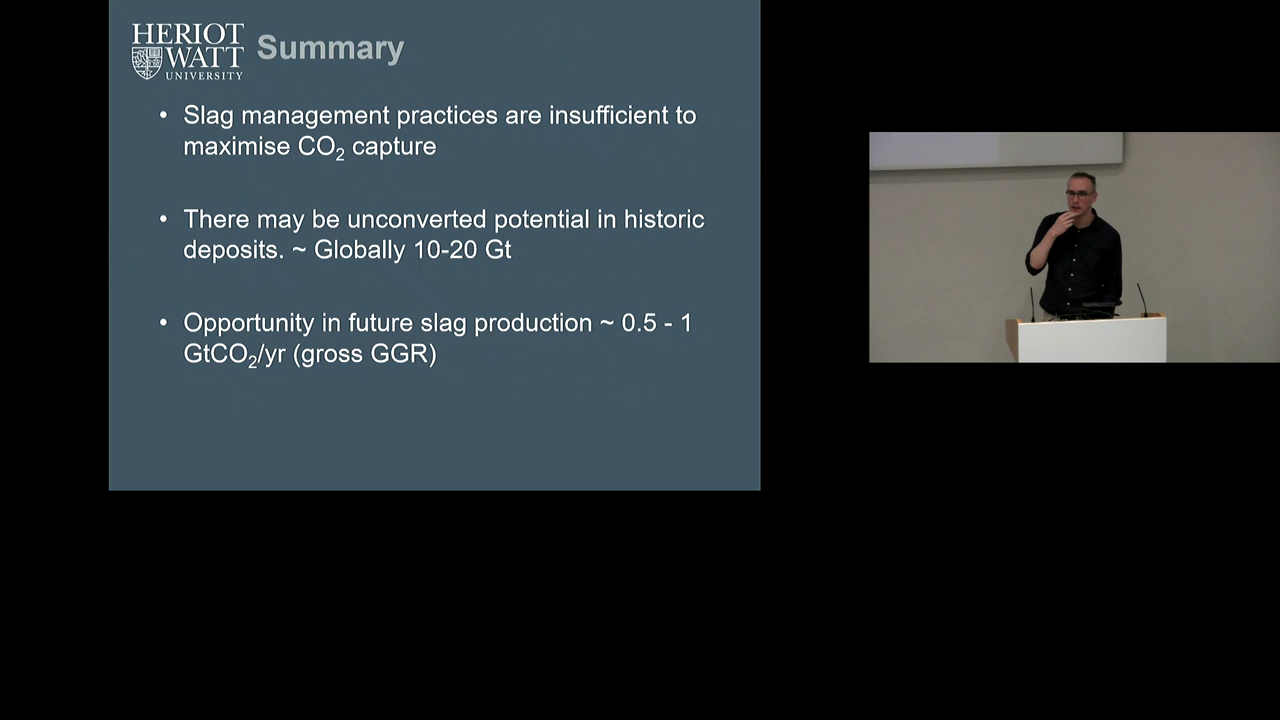 HERIOT
WATT
UNIVERSITY
Summary
• Slag management practices are insufficient to
maximise CO₂ capture
• There may be unconverted potential in historic
deposits. ~ Globally 10-20 Gt
• Opportunity in future slag production ~ 0.5 - 1
GtCO₂/yr (gross GGR)